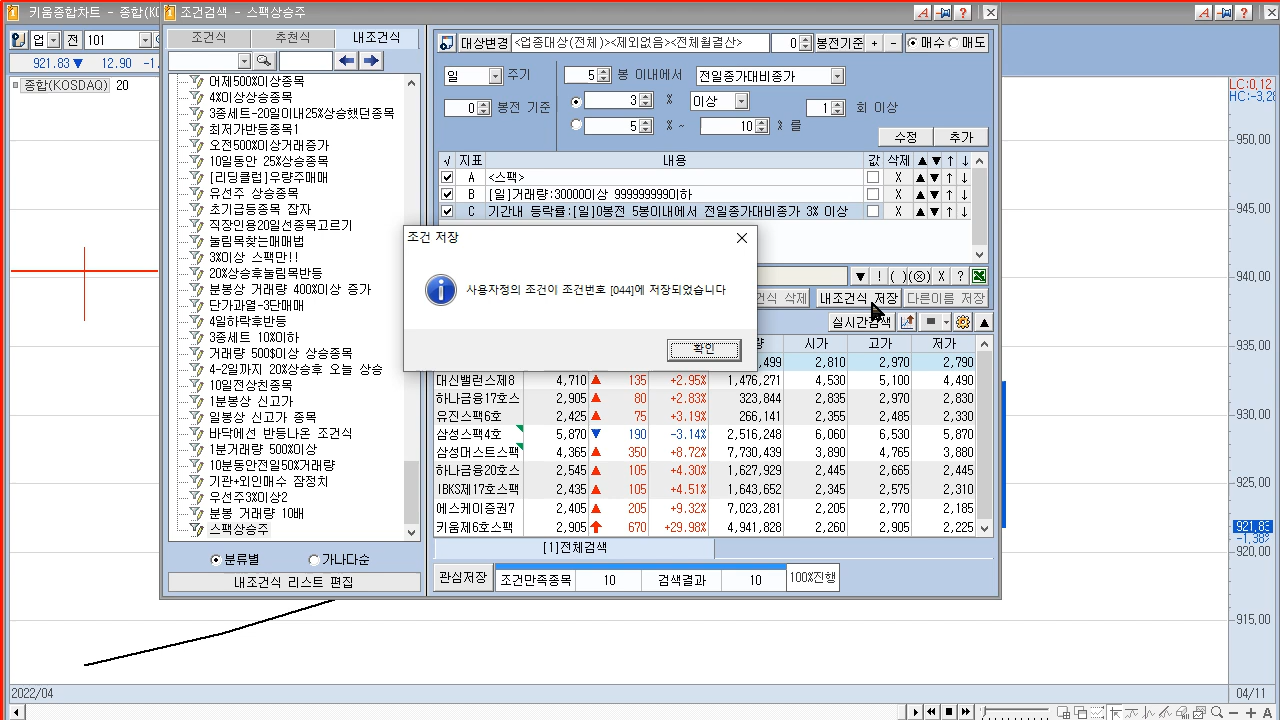 키움종합차트 - 종합(KO
조건검색 - 스팩상승주
업 전 101
921.83 ▼ 12.90 -1.
종합(KOSDAQ) 20
조건식 추천식 내조건식
어제500%이상종목
4%이상상승종목
3종세트-20일이내25%상승했던종목
최저가반등종목1
오전500%이상거래증가
10일동안 25%상승종목
[리딩클럽]우량주매매
유선주 상승종목
초기급등종목 잡자
직장인용20일선종목고르기
눌림목찾는매매법
3%이상 스팩만!!
20%상승후눌림목반등
분봉상 거래량 400%이상 증가
단가과열-3단매매
4일하락후반등
3종세트 10%이하
거래량 500%이상 상승종목
4-2일까지 20%상승후 오늘 상승
10일전상친종목
1분봉상 신고가
일봉상 신고가 종목
바닥에선 반등나온 조건식
1분거래량 500%이상
10분동안전일50%거래량
기관+외인매수 잠정치
우선주3%이상2
분봉 거래량 10배
스팩상승주
분류별 가나다순
내조건식 리스트 편집
대상변경 <업종대상(전체)><제외없음><전체월결산> 0 봉전기준 + - 매수 매도
일 주기 5 봉 이내에서 전일종가대비종가
0 봉전 기준 3 % 이상 1 회 이상
5 % ~ 10 % 를
수정 추가
√ 지표 내용 값 삭제 ▲ ▼ ↑ ↓
A <스팩> X ▲ ▼ ↑ ↓
B [일]거래량:30000이상 999999990이하 X ▲ ▼ ↑ ↓
C 기간내 등락률:[일]0봉전 5봉이내에서 전일종가대비종가 3% 이상 X ▲ ▼ ↑ ↓
조건 저장
사용자정의 조건이 조건번호 [044]에 저장되었습니다
확인
▼ ! ( ) (ⓧ) X ?
건식 삭제 내조건식 저장 다른이름 저장
실시간검색
량 시가 고가 저가
,499 2,810 2,970 2,790
대신밸런스제8 4,710 ▲ 135 +2.95% 1,476,271 4,530 5,100 4,490
하나금융17호스 2,905 ▲ 80 +2.83% 323,844 2,835 2,970 2,830
유진스팩6호 2,425 ▲ 75 +3.19% 266,141 2,355 2,485 2,330
삼성스팩4호 5,870 ▼ 190 -3.14% 2,516,248 6,060 6,530 5,870
삼성머스트스팩 4,365 ▲ 350 +8.72% 7,730,439 3,890 4,765 3,880
하나금융20호스 2,545 ▲ 105 +4.30% 1,627,929 2,445 2,665 2,445
IBKS제17호스팩 2,435 ▲ 105 +4.51% 1,643,652 2,345 2,575 2,310
에스케이증권7 2,405 ▲ 205 +9.32% 7,023,281 2,205 2,770 2,185
키움제6호스팩 2,905 ↑ 670 +29.98% 4,941,828 2,260 2,905 2,225
[1]전체검색
관심저장 조건만족종목 10 검색결과 10 100%진행
LC:0,12
HC:-3,28
950,00
945,00
940,00
935,00
930,00
925,00
921,83
-1,38%
920,00
915,00
2022/04 04/11